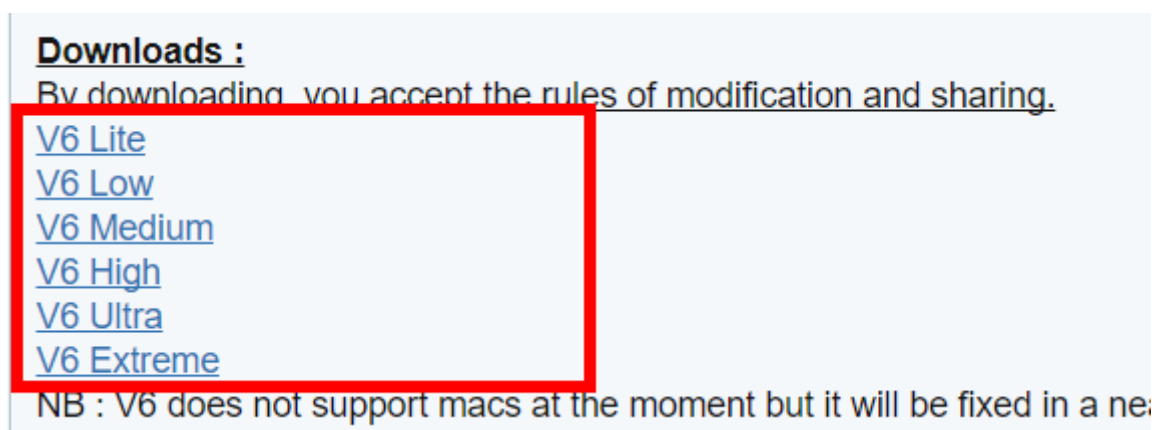 Downloads :
By downloading, you accept the rules of modification and sharing.
V6 Lite
V6 Low
V6 Medium
V6 High
V6 Ultra
V6 Extreme
NB : V6 does not support macs at the moment but it will be fixed in a